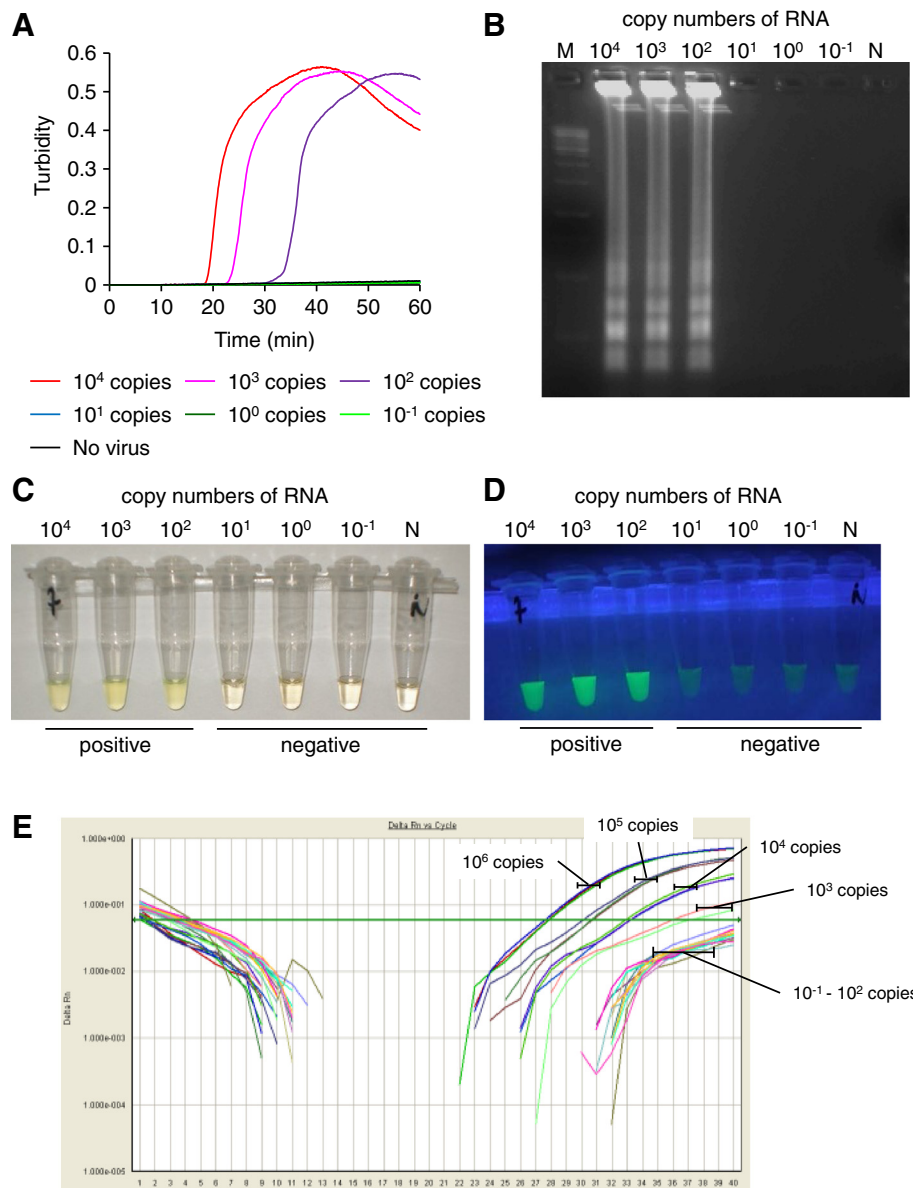 A
Turbidity
0.6
0.5
0.4
0.3
0.2
0.1
0
0 10 20 30 40 50 60
Time (min)
10⁴ copies 10³ copies 10² copies
10¹ copies 10⁰ copies 10⁻¹ copies
No virus
B
copy numbers of RNA
M 10⁴ 10³ 10² 10¹ 10⁰ 10⁻¹ N
C
copy numbers of RNA
10⁴ 10³ 10² 10¹ 10⁰ 10⁻¹ N
positive negative
D
copy numbers of RNA
10⁴ 10³ 10² 10¹ 10⁰ 10⁻¹ N
positive negative
E
Delta Rn vs Cycle
Delta Rn
1.000e+000
1.000e-001
1.000e-002
1.000e-003
1.000e-004
1.000e-005
10⁶ copies
10⁵ copies
10⁴ copies
10³ copies
10⁻¹ - 10² copies
1 2 3 4 5 6 7 8 9 10 11 12 13 14 15 16 17 18 19 20 21 22 23 24 25 26 27 28 29 30 31 32 33 34 35 36 37 38 39 40